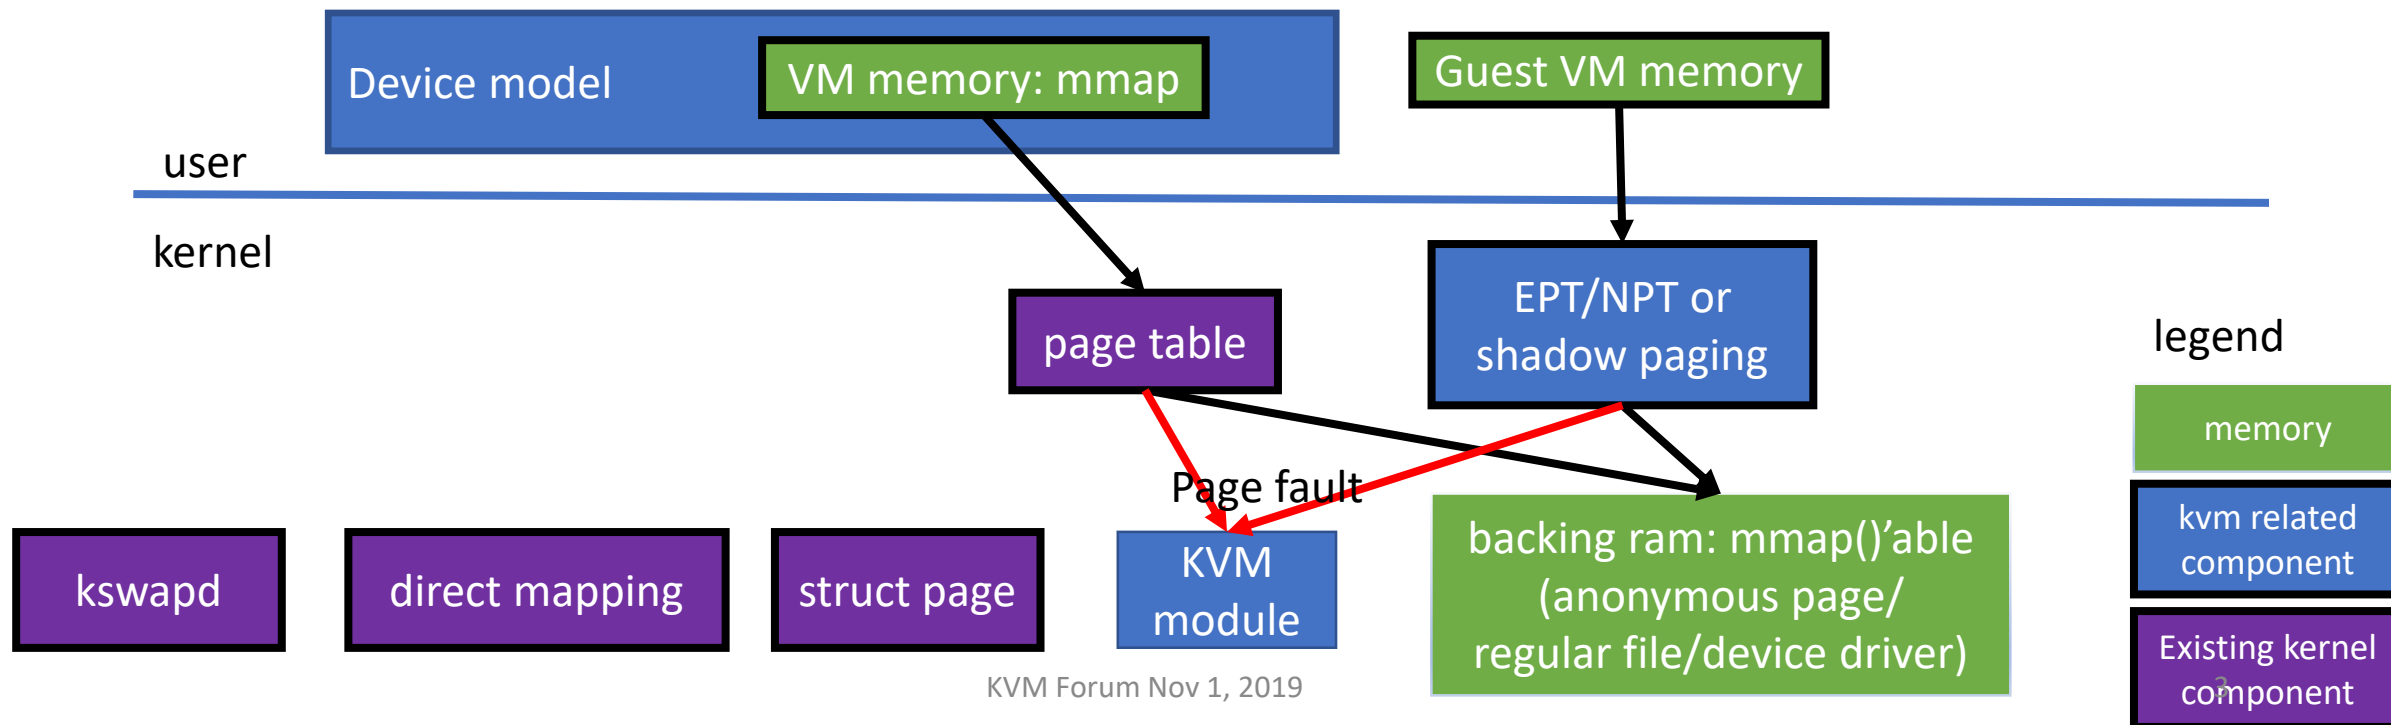 Device model
VM memory: mmap
Guest VM memory
user
kernel
page table
EPT/NPT or
shadow paging
legend
memory
kvm related
component
Existing kernel
component
Page fault
kswapd
direct mapping
struct page
KVM
module
backing ram: mmap()’able
(anonymous page/
regular file/device driver)
KVM Forum Nov 1, 2019
3